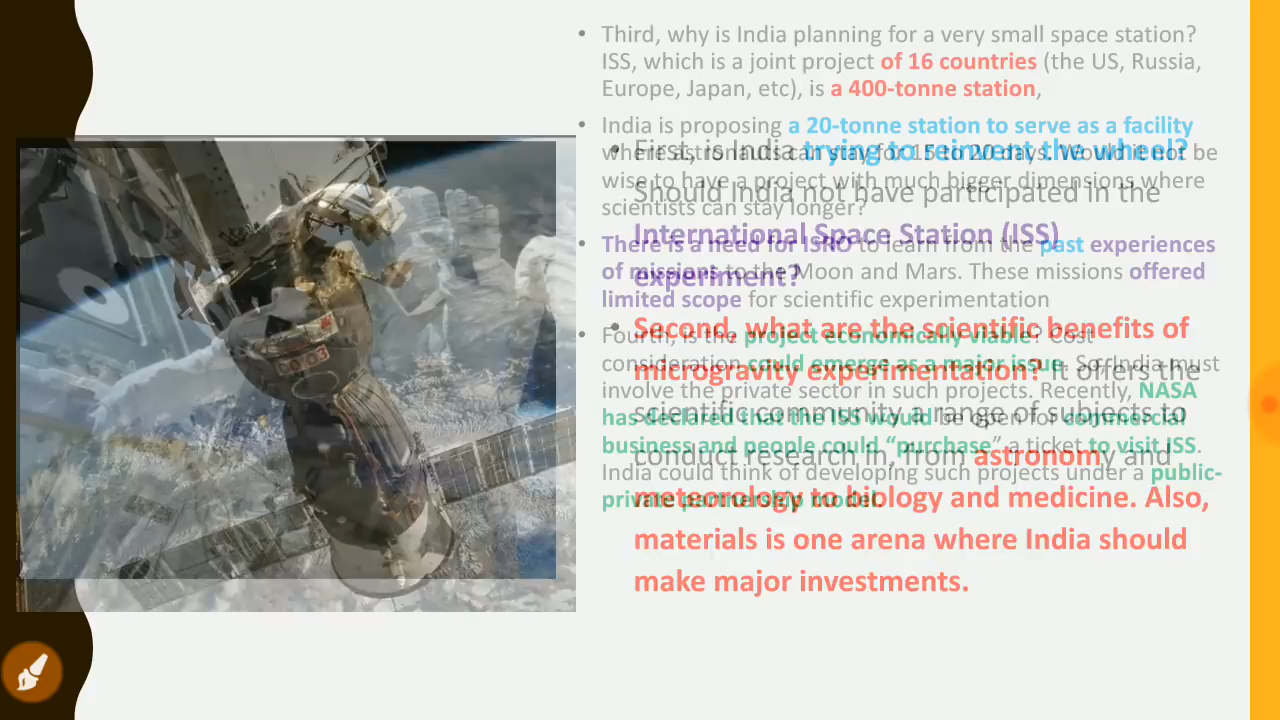 Third, why is India planning for a very small space station?
ISS, which is a joint project of 16 countries (the US, Russia,
Europe, Japan, etc), is a 400-tonne station,
India is proposing a 20-tonne station to serve as a facility
where astronauts can stay for 15 to 20 days. Would it not be
wise to have a project with much bigger dimensions where
scientists can stay longer?
There is a need for ISRO to learn from the past experiences
of missions to the Moon and Mars. These missions offered
limited scope for scientific experimentation
Fourth, is the project economically viable? Cost
consideration could emerge as a major issue. So, India must
involve the private sector in such projects. Recently, NASA
has declared that the ISS would be open for commercial
business and people could “purchase” a ticket to visit ISS.
India could think of developing such projects under a public-
private partnership model.
First, is India trying to reinvent the wheel?
Should India not have participated in the
International Space Station (ISS)
experiment?
Second, what are the scientific benefits of
microgravity experimentation? It offers the
scientific community a range of subjects to
conduct research in, from astronomy and
meteorology to biology and medicine. Also,
materials is one arena where India should
make major investments.